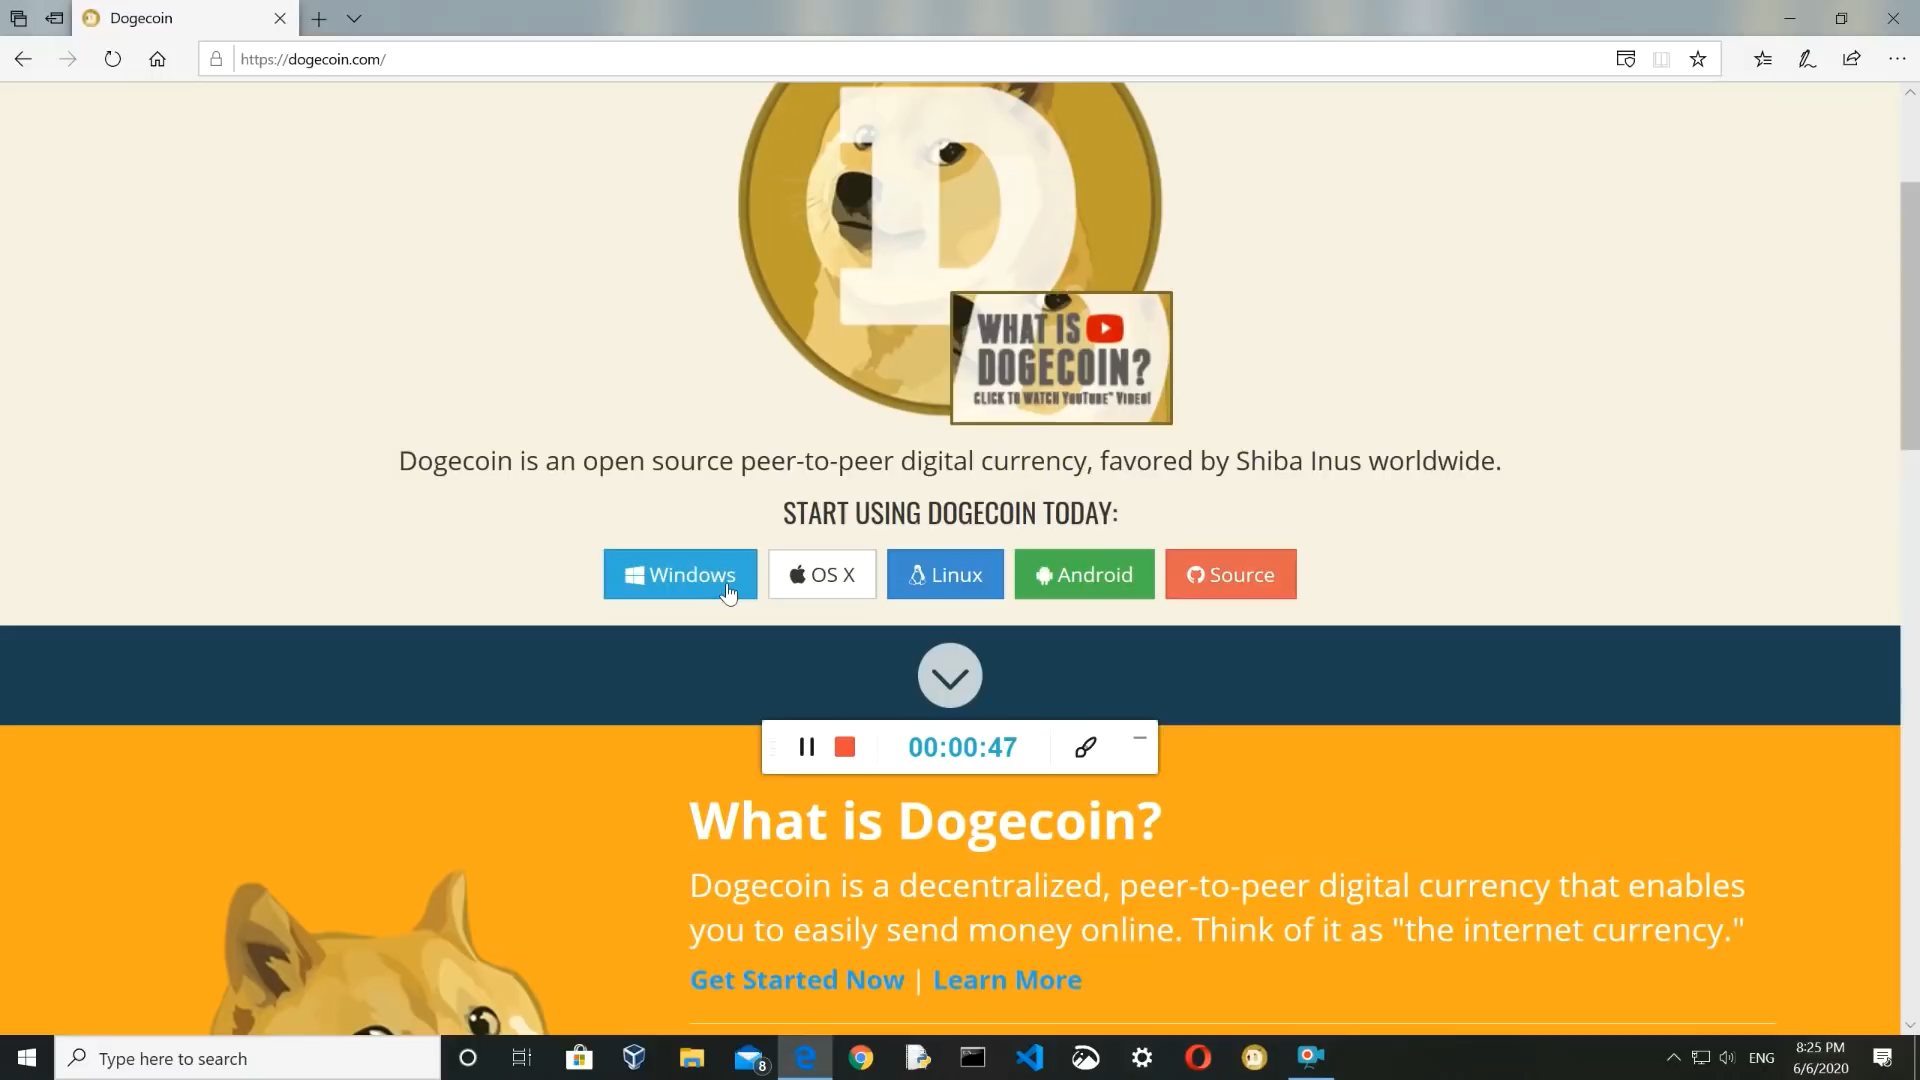 Dogecoin
https://dogecoin.com/
D
WHAT IS
DOGECOIN?
CLICK TO WATCH YouTube™ Video!
Dogecoin is an open source peer-to-peer digital currency, favored by Shiba Inus worldwide.
START USING DOGECOIN TODAY:
Windows OS X Linux Android Source
00:00:47
What is Dogecoin?
Dogecoin is a decentralized, peer-to-peer digital currency that enables
you to easily send money online. Think of it as "the internet currency."
Get Started Now | Learn More
Type here to search
8
ENG
8:25 PM
6/6/2020